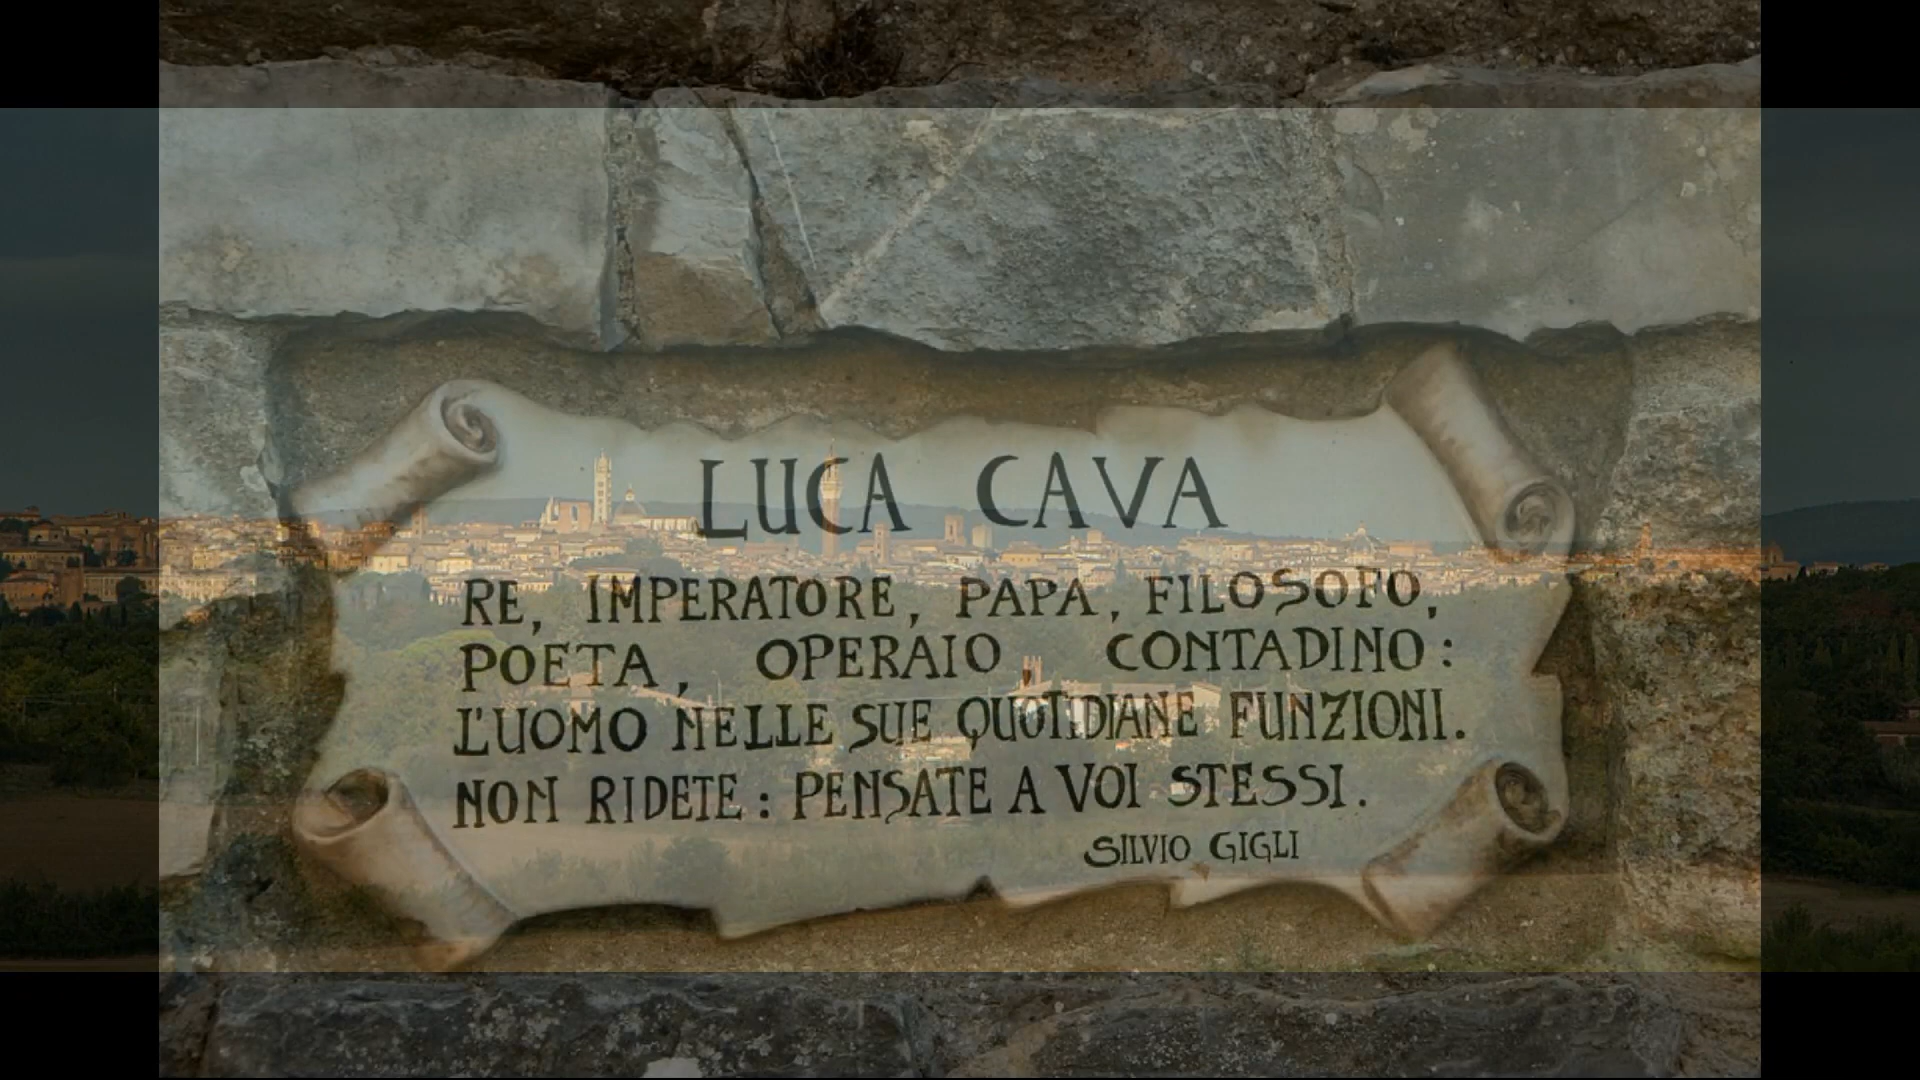 LUCA CAVA
RE, IMPERATORE, PAPA, FILOSOFO,
POETA, OPERAIO, CONTADINO:
L'UOMO NELLE SUE QUOTIDIANE FUNZIONI.
NON RIDETE: PENSATE A VOI STESSI.
SILVIO GIGLI